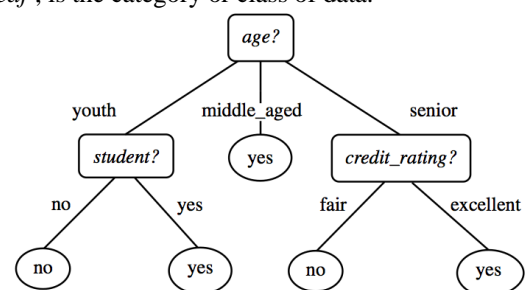 , is the category or class of data.
age?
youth middle_aged senior
student? yes credit_rating?
no yes fair excellent
no yes no yes